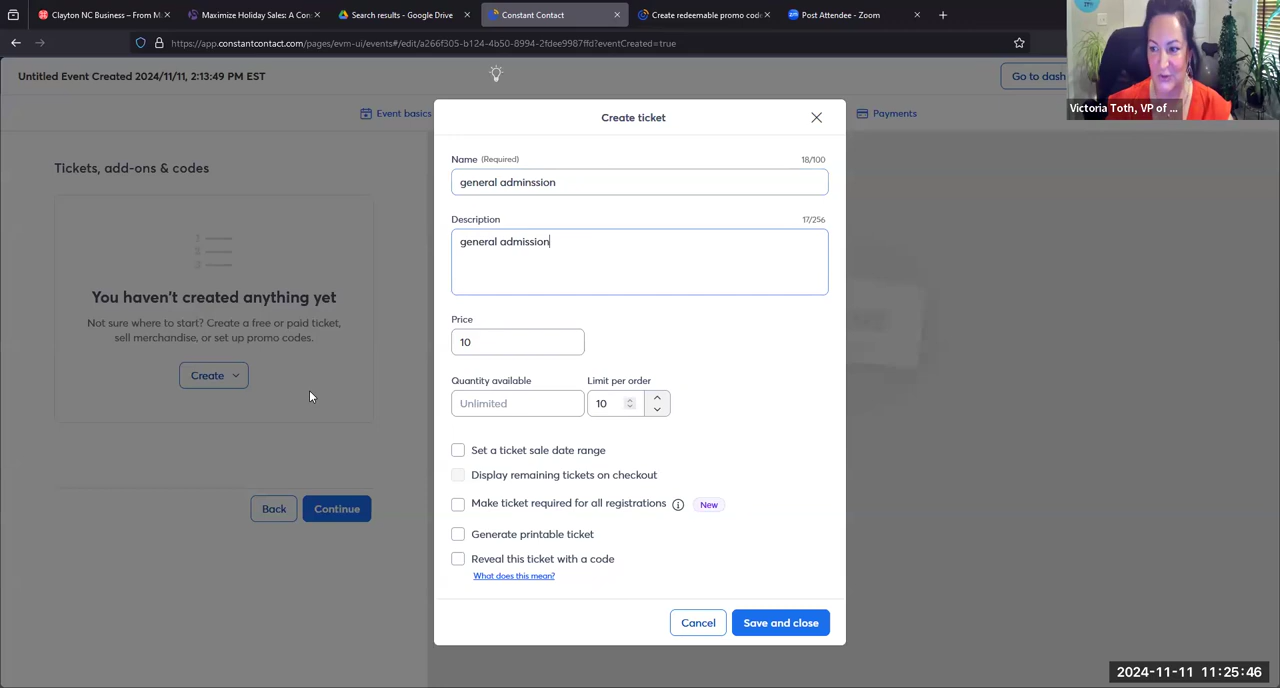 Clayton NC Business – From M
Maximize Holiday Sales: A Con
Search results - Google Drive
Constant Contact
Create redeemable promo code
Post Attendee - Zoom
https://app.constantcontact.com/pages/evm-ui/events#/edit/a266f305-b124-4b50-8994-2fdee9987ffd?eventCreated=true
Untitled Event Created 2024/11/11, 2:13:49 PM EST
Go to dash
Victoria Toth, VP of ...
Event basics
Payments
Tickets, add-ons & codes
You haven't created anything yet
Not sure where to start? Create a free or paid ticket,
sell merchandise, or set up promo codes.
Create
Back
Continue
Create ticket
Name (Required)
18/100
general adminssion
Description
17/256
general admission
Price
10
Quantity available
Limit per order
Unlimited
10
Set a ticket sale date range
Display remaining tickets on checkout
Make ticket required for all registrations
New
Generate printable ticket
Reveal this ticket with a code
What does this mean?
Cancel
Save and close
2024-11-11 11:25:46